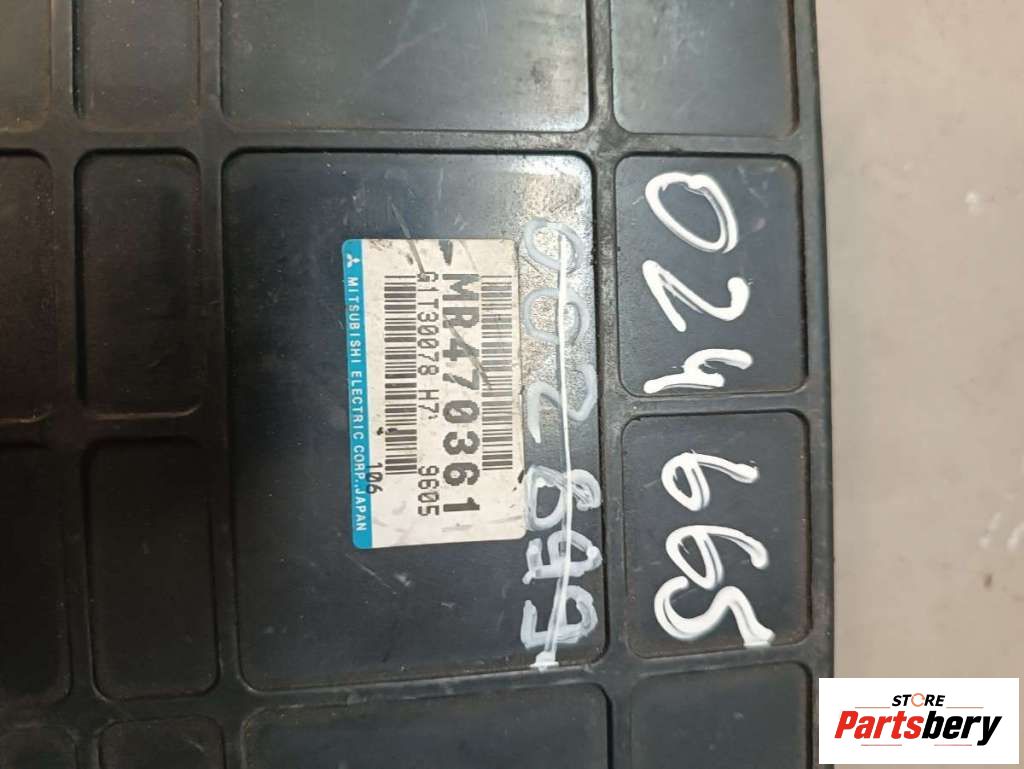 MR470361
G1T30078 H7 9605
106
MITSUBISHI ELECTRIC CORP.,JAPAN
024
665
STORE
Partsbery